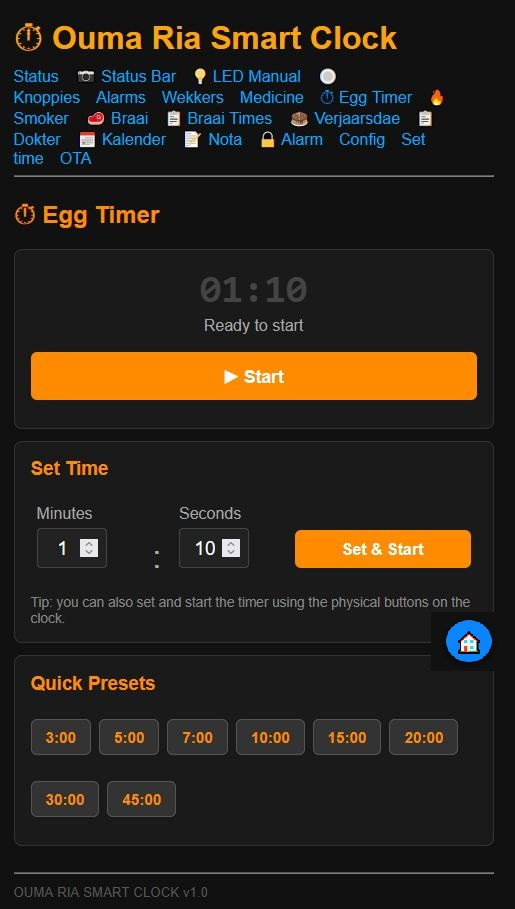 ⏱ Ouma Ria Smart Clock
Status 📷 Status Bar 💡 LED Manual 🔘
Knoppies Alarms Wekkers Medicine ⏱ Egg Timer 🔥
Smoker 🥩 Braai 📋 Braai Times 🎂 Verjaarsdae 📋
Dokter 📅 Kalender 📝 Nota 🔒 Alarm Config Set
time OTA
⏱ Egg Timer
01:10
Ready to start
▶ Start
Set Time
Minutes Seconds
1 : 10 Set & Start
Tip: you can also set and start the timer using the physical buttons on the
clock.
Quick Presets
3:00 5:00 7:00 10:00 15:00 20:00
30:00 45:00
OUMA RIA SMART CLOCK v1.0